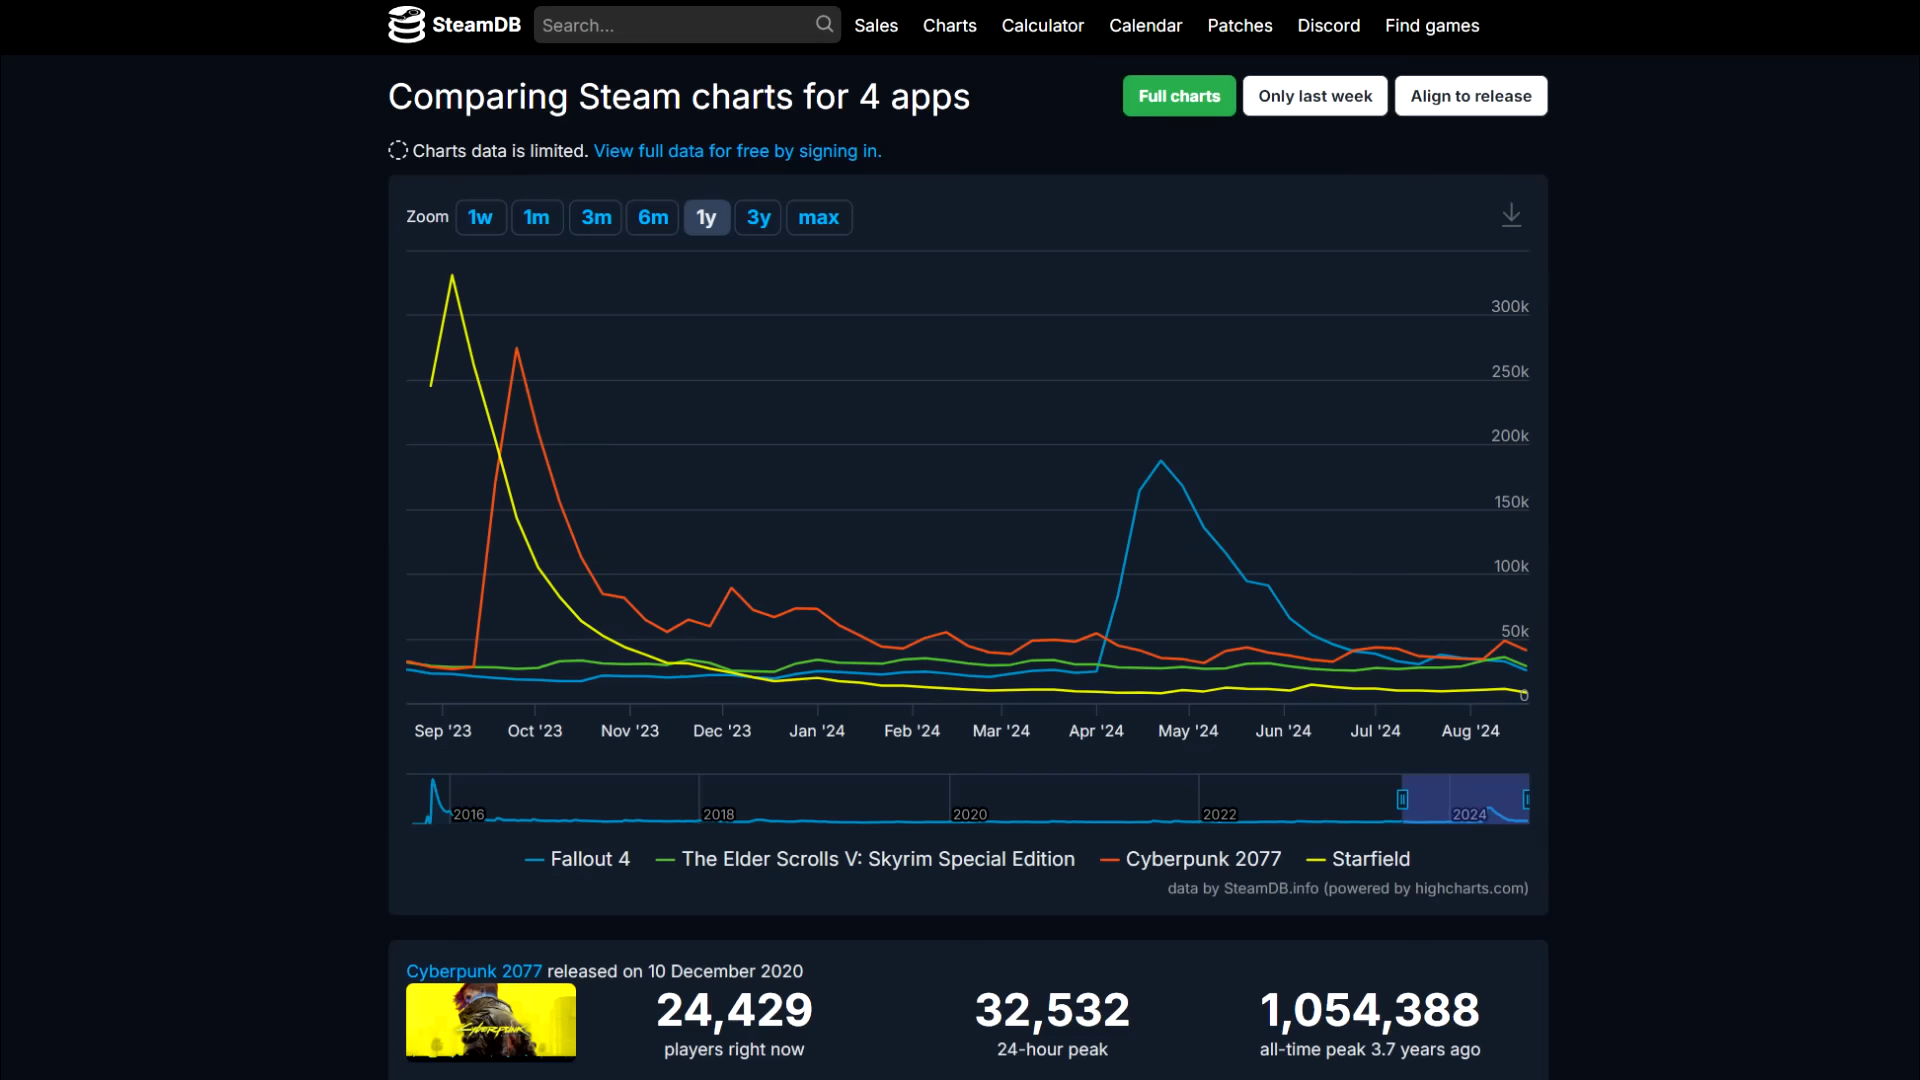 SteamDB
Search...
Sales
Charts
Calculator
Calendar
Patches
Discord
Find games
Comparing Steam charts for 4 apps
Full charts
Only last week
Align to release
Charts data is limited. View full data for free by signing in.
Zoom
1w
1m
3m
6m
1y
3y
max
300k
250k
200k
150k
100k
50k
0
Sep '23
Oct '23
Nov '23
Dec '23
Jan '24
Feb '24
Mar '24
Apr '24
May '24
Jun '24
Jul '24
Aug '24
2016
2018
2020
2022
2024
Fallout 4
The Elder Scrolls V: Skyrim Special Edition
Cyberpunk 2077
Starfield
data by SteamDB.info (powered by highcharts.com)
Cyberpunk 2077 released on 10 December 2020
Cyberpunk
24,429
players right now
32,532
24-hour peak
1,054,388
all-time peak 3.7 years ago